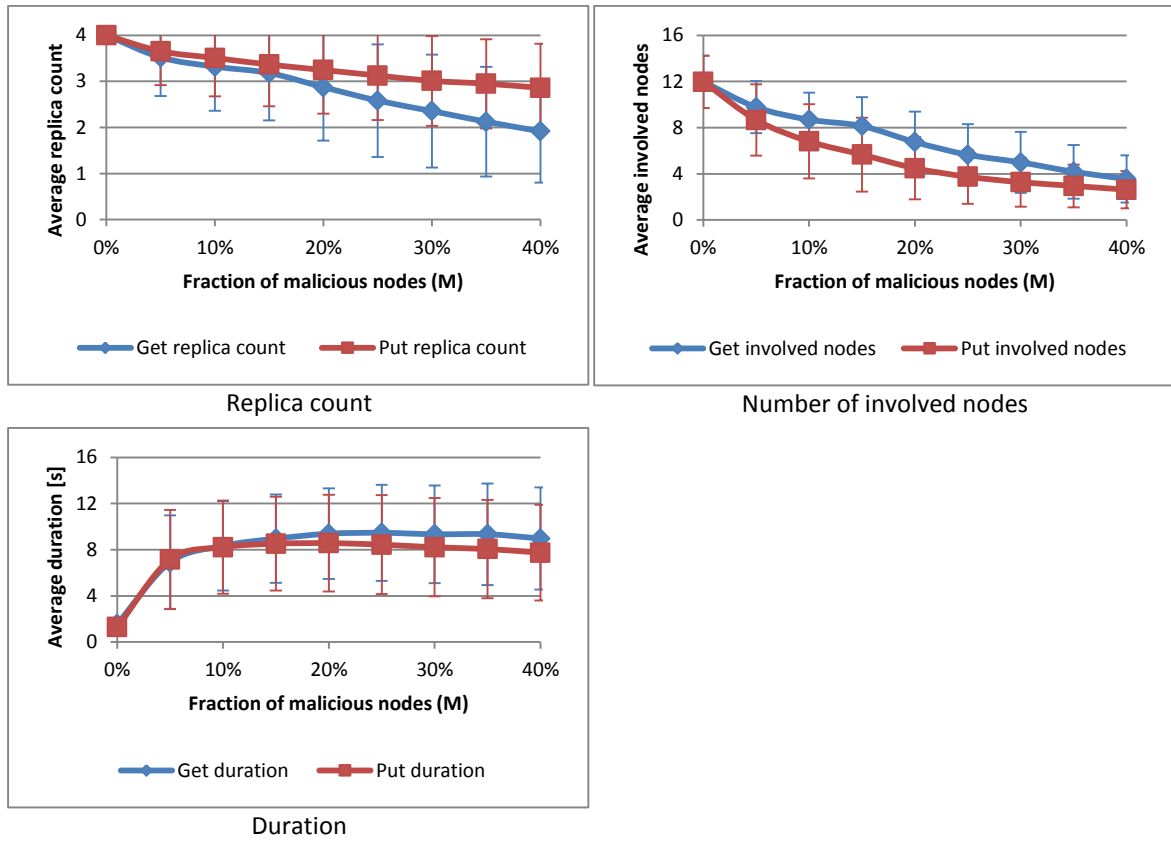 Average replica count
4
3
2
1
0
0% 10% 20% 30% 40%
Fraction of malicious nodes (M)
Get replica count Put replica count
Replica count
Average involved nodes
16
12
8
4
0
0% 10% 20% 30% 40%
Fraction of malicious nodes (M)
Get involved nodes Put involved nodes
Number of involved nodes
Average duration [s]
16
12
8
4
0
0% 10% 20% 30% 40%
Fraction of malicious nodes (M)
Get duration Put duration
Duration